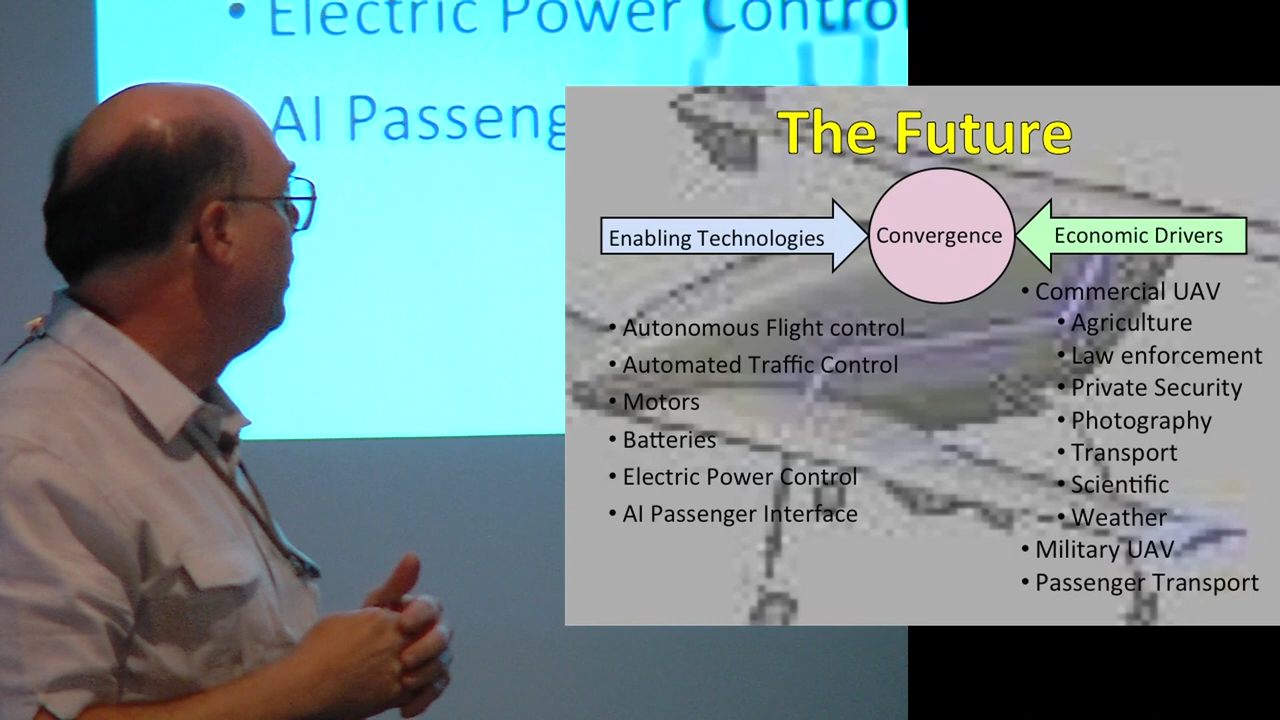 • Electric Power Contro
AI Passeng
The Future
Enabling Technologies
Convergence
Economic Drivers
• Autonomous Flight control
• Automated Traffic Control
• Motors
• Batteries
• Electric Power Control
• AI Passenger Interface
• Commercial UAV
• Agriculture
• Law enforcement
• Private Security
• Photography
• Transport
• Scientific
• Weather
• Military UAV
• Passenger Transport